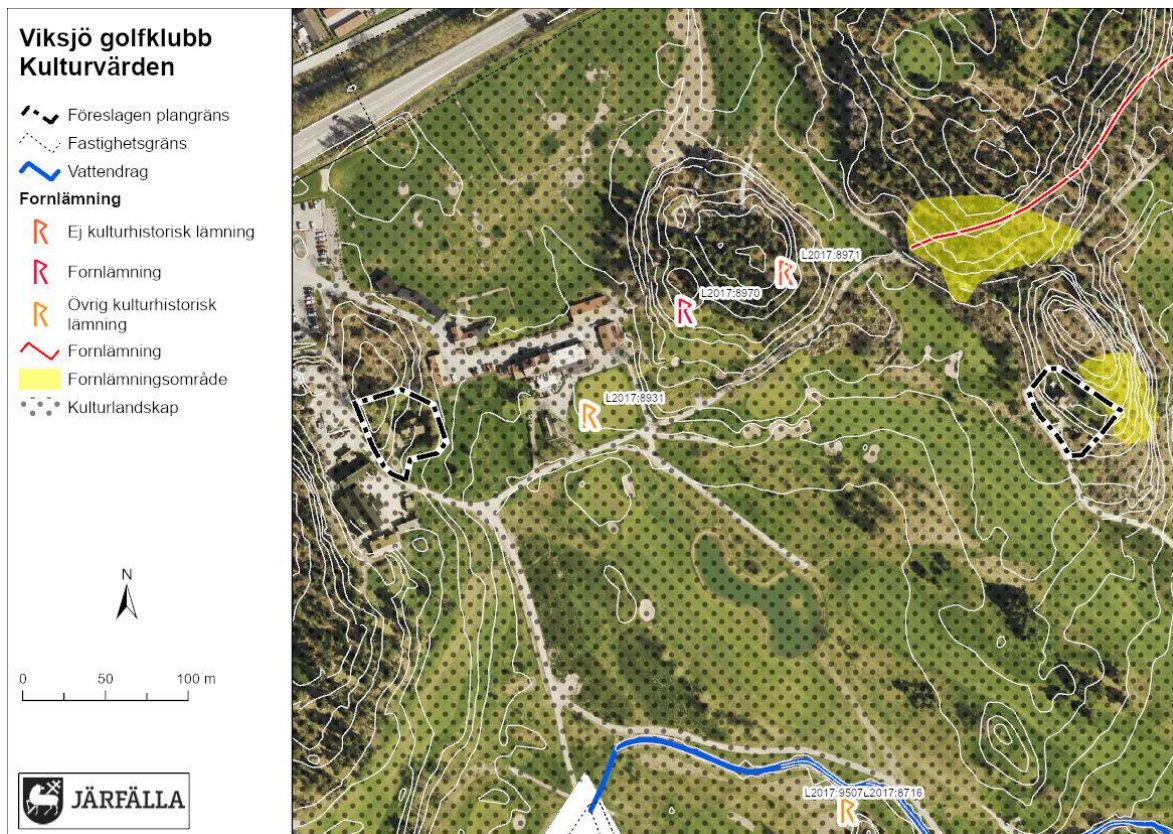 Viksjö golfklubb
Kulturvärden
Föreslagen plangräns
Fastighetsgräns
Vattendrag
Fornlämning
Ej kulturhistorisk lämning
Fornlämning
Övrig kulturhistorisk
lämning
Fornlämning
Fornlämningsområde
Kulturlandskap
N
0 50 100 m
JÄRFÄLLA
L2017:8971
L2017:8970
L2017:8931
L2017:9507 L2017:8716